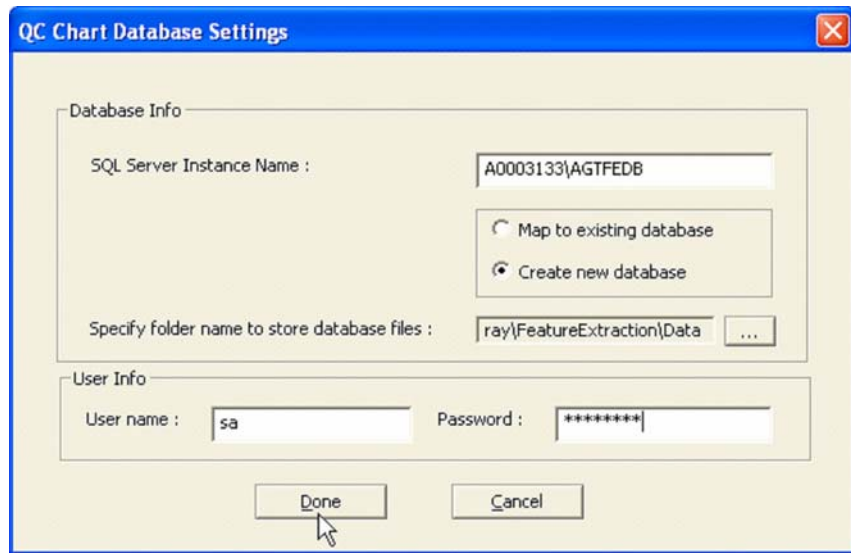 QC Chart Database Settings
Database Info
SQL Server Instance Name :
A0003133\AGTFEDB
Map to existing database
Create new database
Specify folder name to store database files :
ray\FeatureExtraction\Data
...
User Info
User name :
sa
Password :
********
Done
Cancel